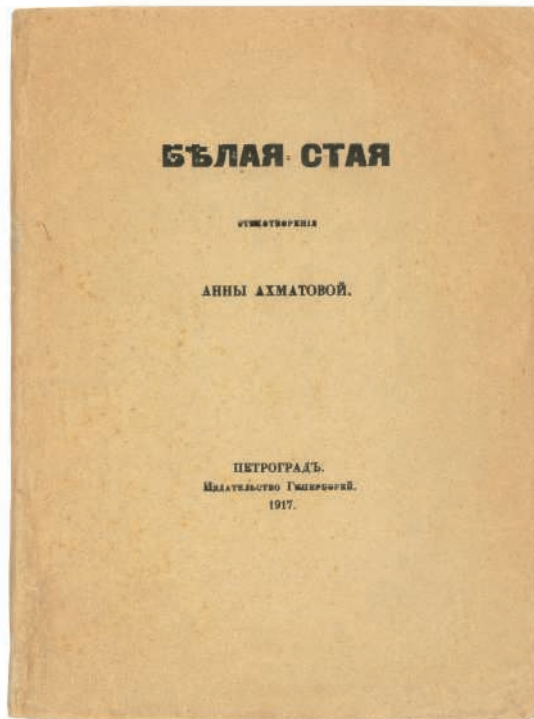 БѢЛАЯ СТАЯ
СТИХОТВОРЕНІЯ
АННЫ АХМАТОВОЙ.
ПЕТРОГРАДЪ.
Издательство Гиперборей.
1917.